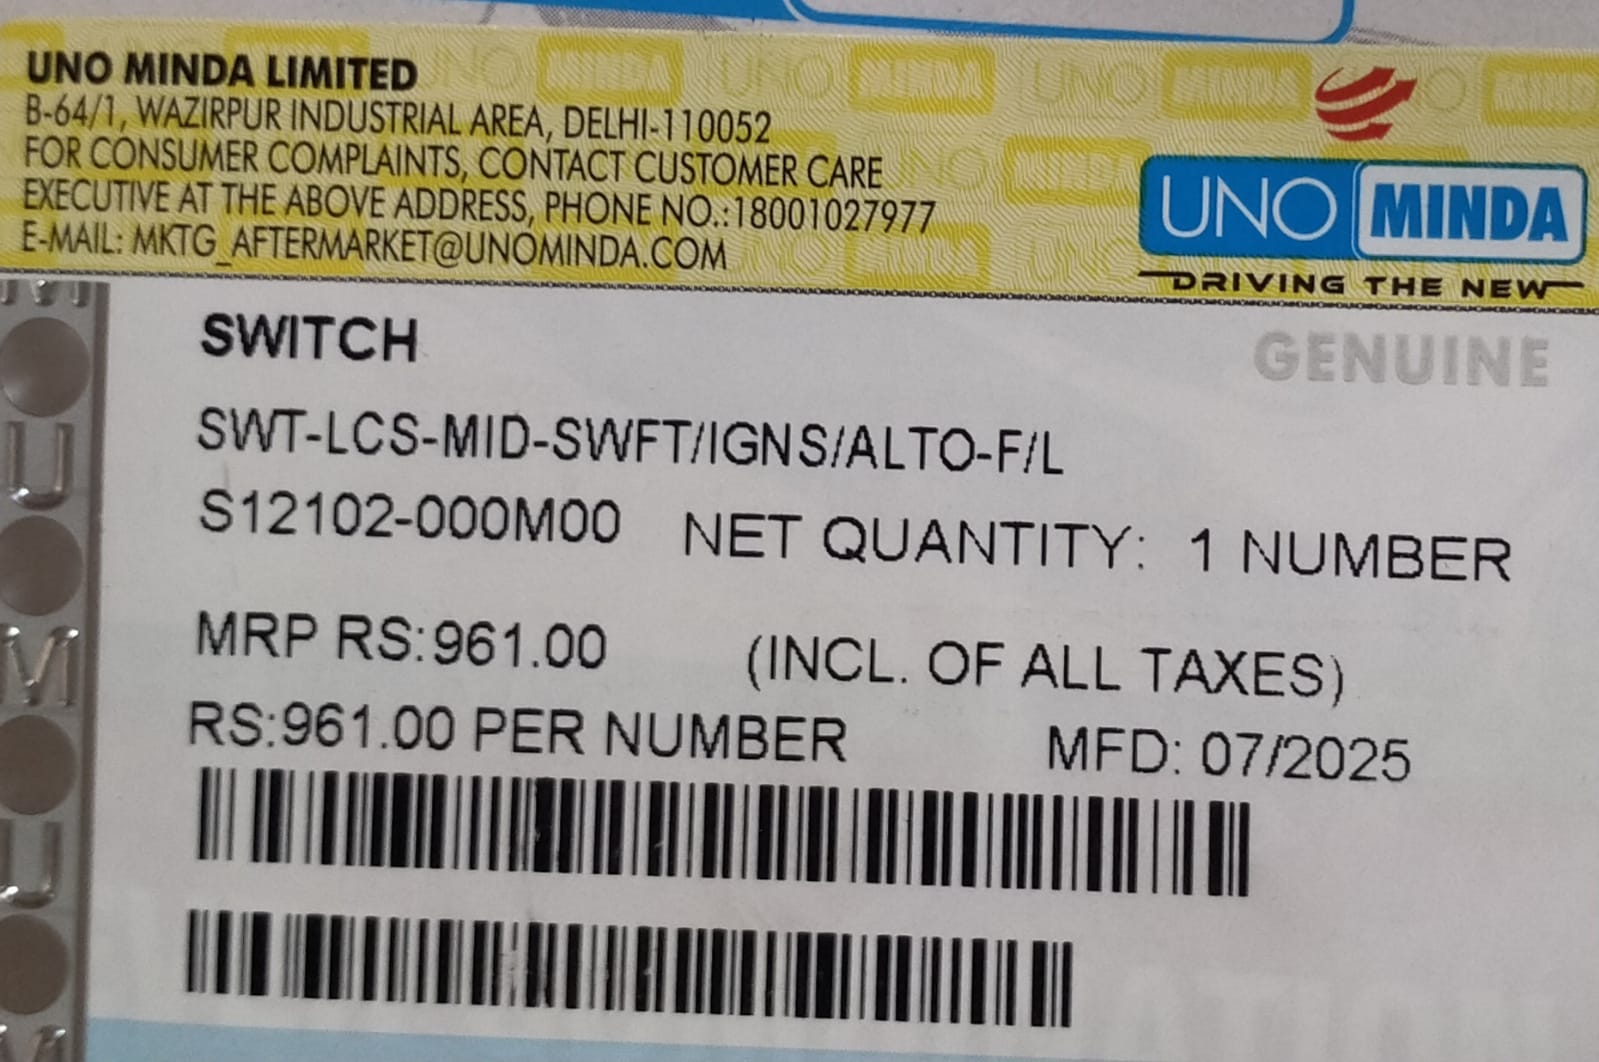 UNO MINDA LIMITED
B-64/1, WAZIRPUR INDUSTRIAL AREA, DELHI-110052
FOR CONSUMER COMPLAINTS, CONTACT CUSTOMER CARE
EXECUTIVE AT THE ABOVE ADDRESS, PHONE NO.:18001027977
E-MAIL: MKTG_AFTERMARKET@UNOMINDA.COM
UNO MINDA
DRIVING THE NEW
GENUINE
SWITCH
SWT-LCS-MID-SWFT/IGNS/ALTO-F/L
S12102-000M00 NET QUANTITY: 1 NUMBER
MRP RS:961.00 (INCL. OF ALL TAXES)
RS:961.00 PER NUMBER MFD: 07/2025